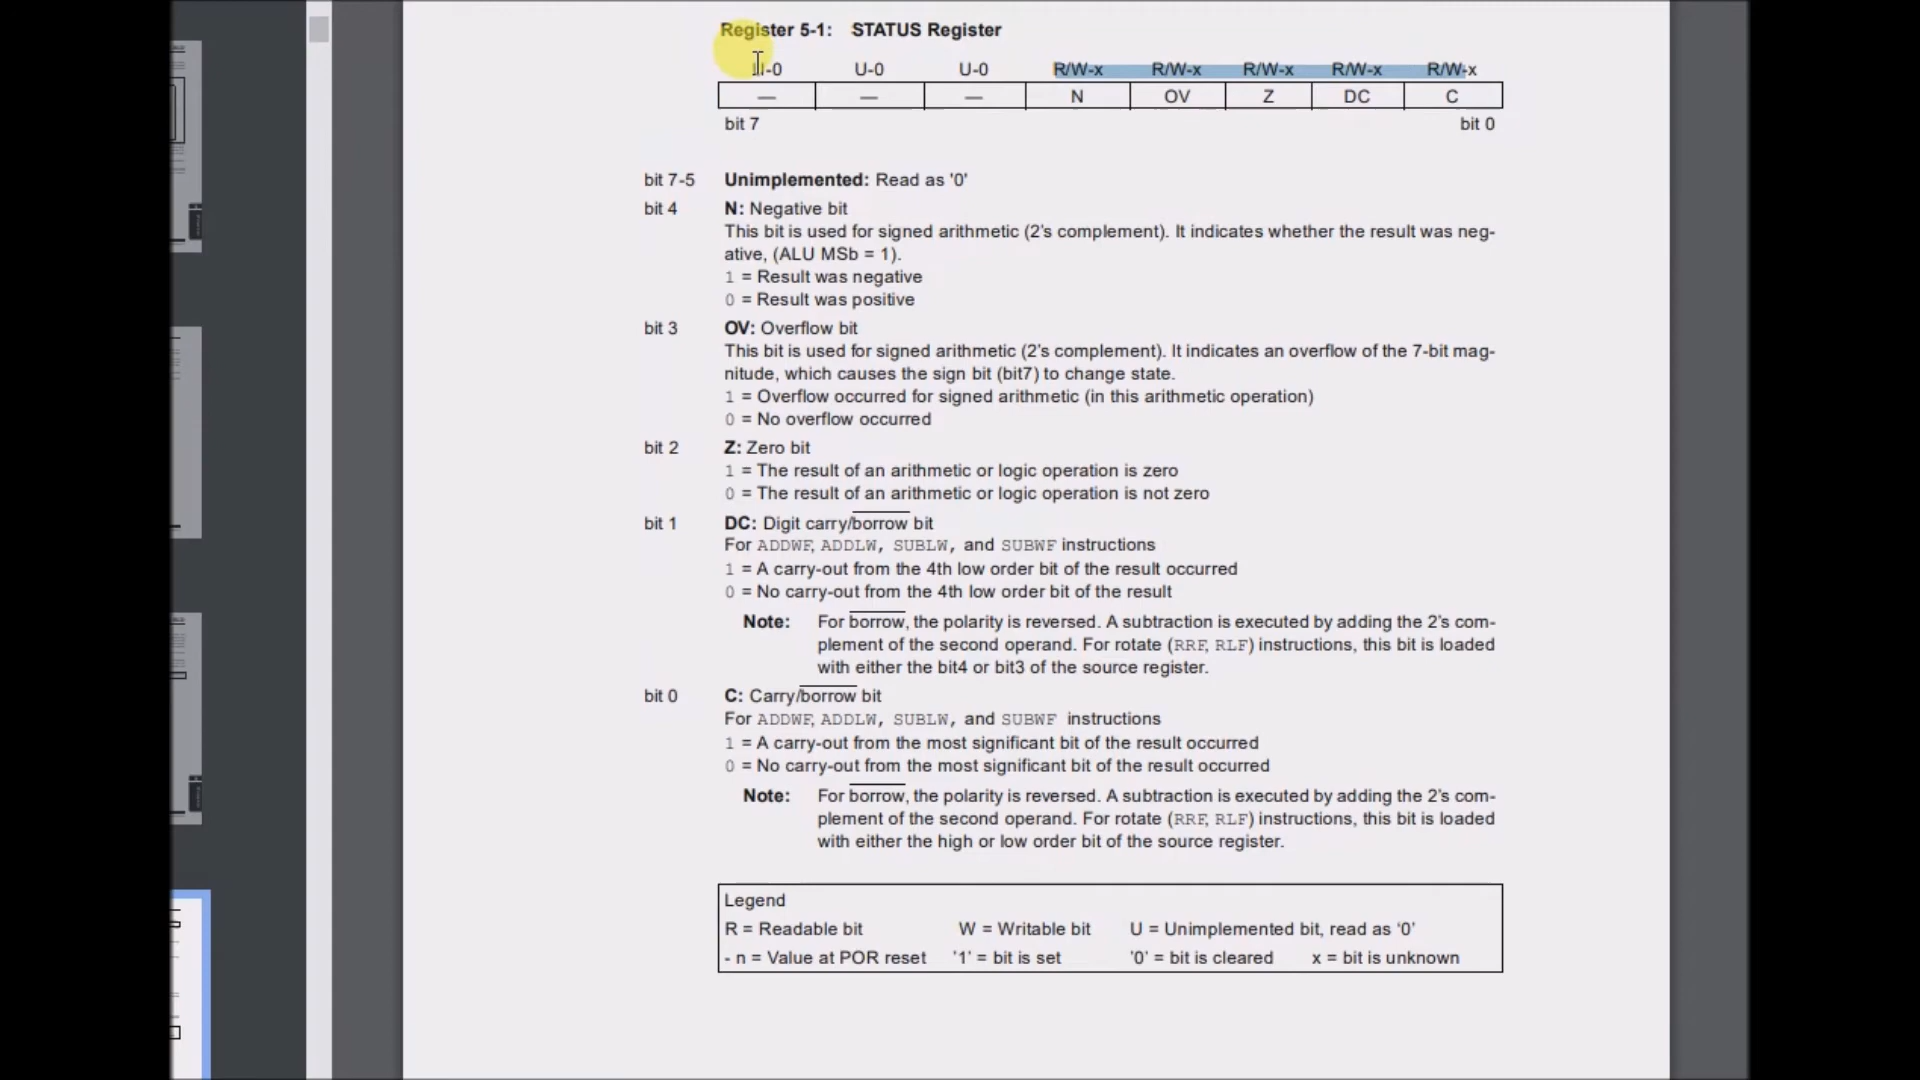 Register 5-1: STATUS Register
U-0 U-0 U-0 R/W-x R/W-x R/W-x R/W-x R/W-x
— — — N OV Z DC C
bit 7 bit 0
bit 7-5 Unimplemented: Read as '0'
bit 4 N: Negative bit
This bit is used for signed arithmetic (2's complement). It indicates whether the result was neg-
ative, (ALU MSb = 1).
1 = Result was negative
0 = Result was positive
bit 3 OV: Overflow bit
This bit is used for signed arithmetic (2's complement). It indicates an overflow of the 7-bit mag-
nitude, which causes the sign bit (bit7) to change state.
1 = Overflow occurred for signed arithmetic (in this arithmetic operation)
0 = No overflow occurred
bit 2 Z: Zero bit
1 = The result of an arithmetic or logic operation is zero
0 = The result of an arithmetic or logic operation is not zero
bit 1 DC: Digit carry/borrow bit
For ADDWF, ADDLW, SUBLW, and SUBWF instructions
1 = A carry-out from the 4th low order bit of the result occurred
0 = No carry-out from the 4th low order bit of the result
Note: For borrow, the polarity is reversed. A subtraction is executed by adding the 2's com-
plement of the second operand. For rotate (RRF, RLF) instructions, this bit is loaded
with either the bit4 or bit3 of the source register.
bit 0 C: Carry/borrow bit
For ADDWF, ADDLW, SUBLW, and SUBWF instructions
1 = A carry-out from the most significant bit of the result occurred
0 = No carry-out from the most significant bit of the result occurred
Note: For borrow, the polarity is reversed. A subtraction is executed by adding the 2's com-
plement of the second operand. For rotate (RRF, RLF) instructions, this bit is loaded
with either the high or low order bit of the source register.
Legend
R = Readable bit W = Writable bit U = Unimplemented bit, read as '0'
- n = Value at POR reset '1' = bit is set '0' = bit is cleared x = bit is unknown